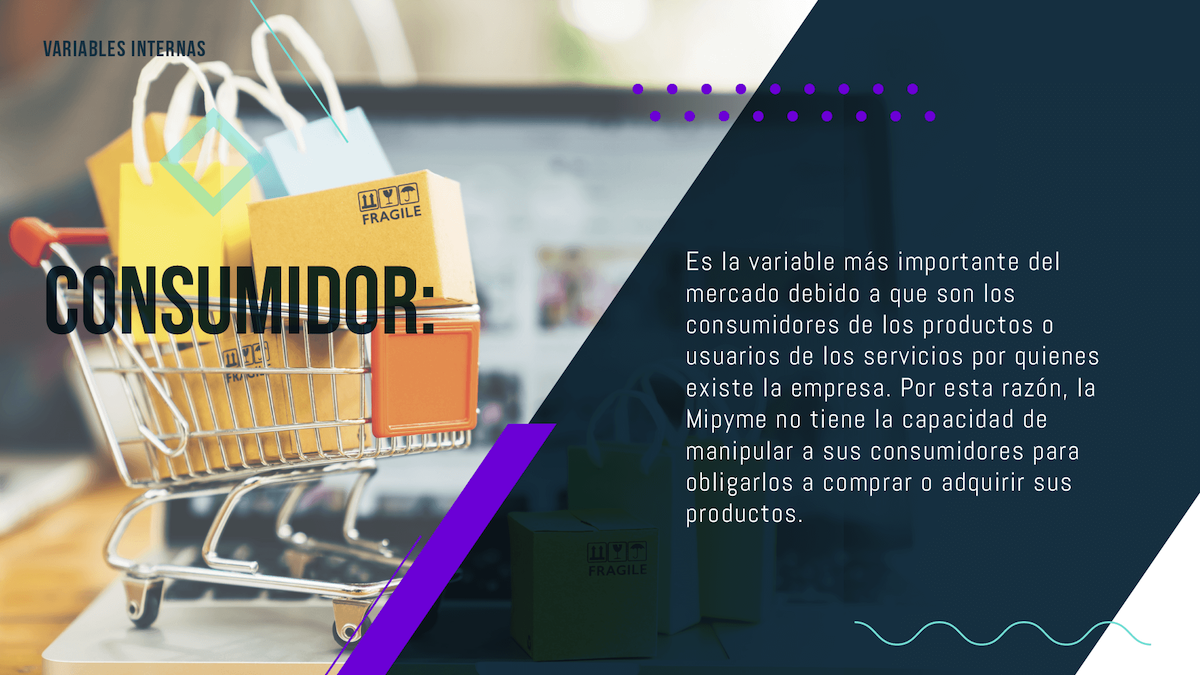 VARIABLES INTERNAS
FRAGILE
CONSUMIDOR:
FRAGILE
Es la variable más importante del
mercado debido a que son los
consumidores de los productos o
usuarios de los servicios por quienes
existe la empresa. Por esta razón, la
Mipyme no tiene la capacidad de
manipular a sus consumidores para
obligarlos a comprar o adquirir sus
productos.
FRAGILE